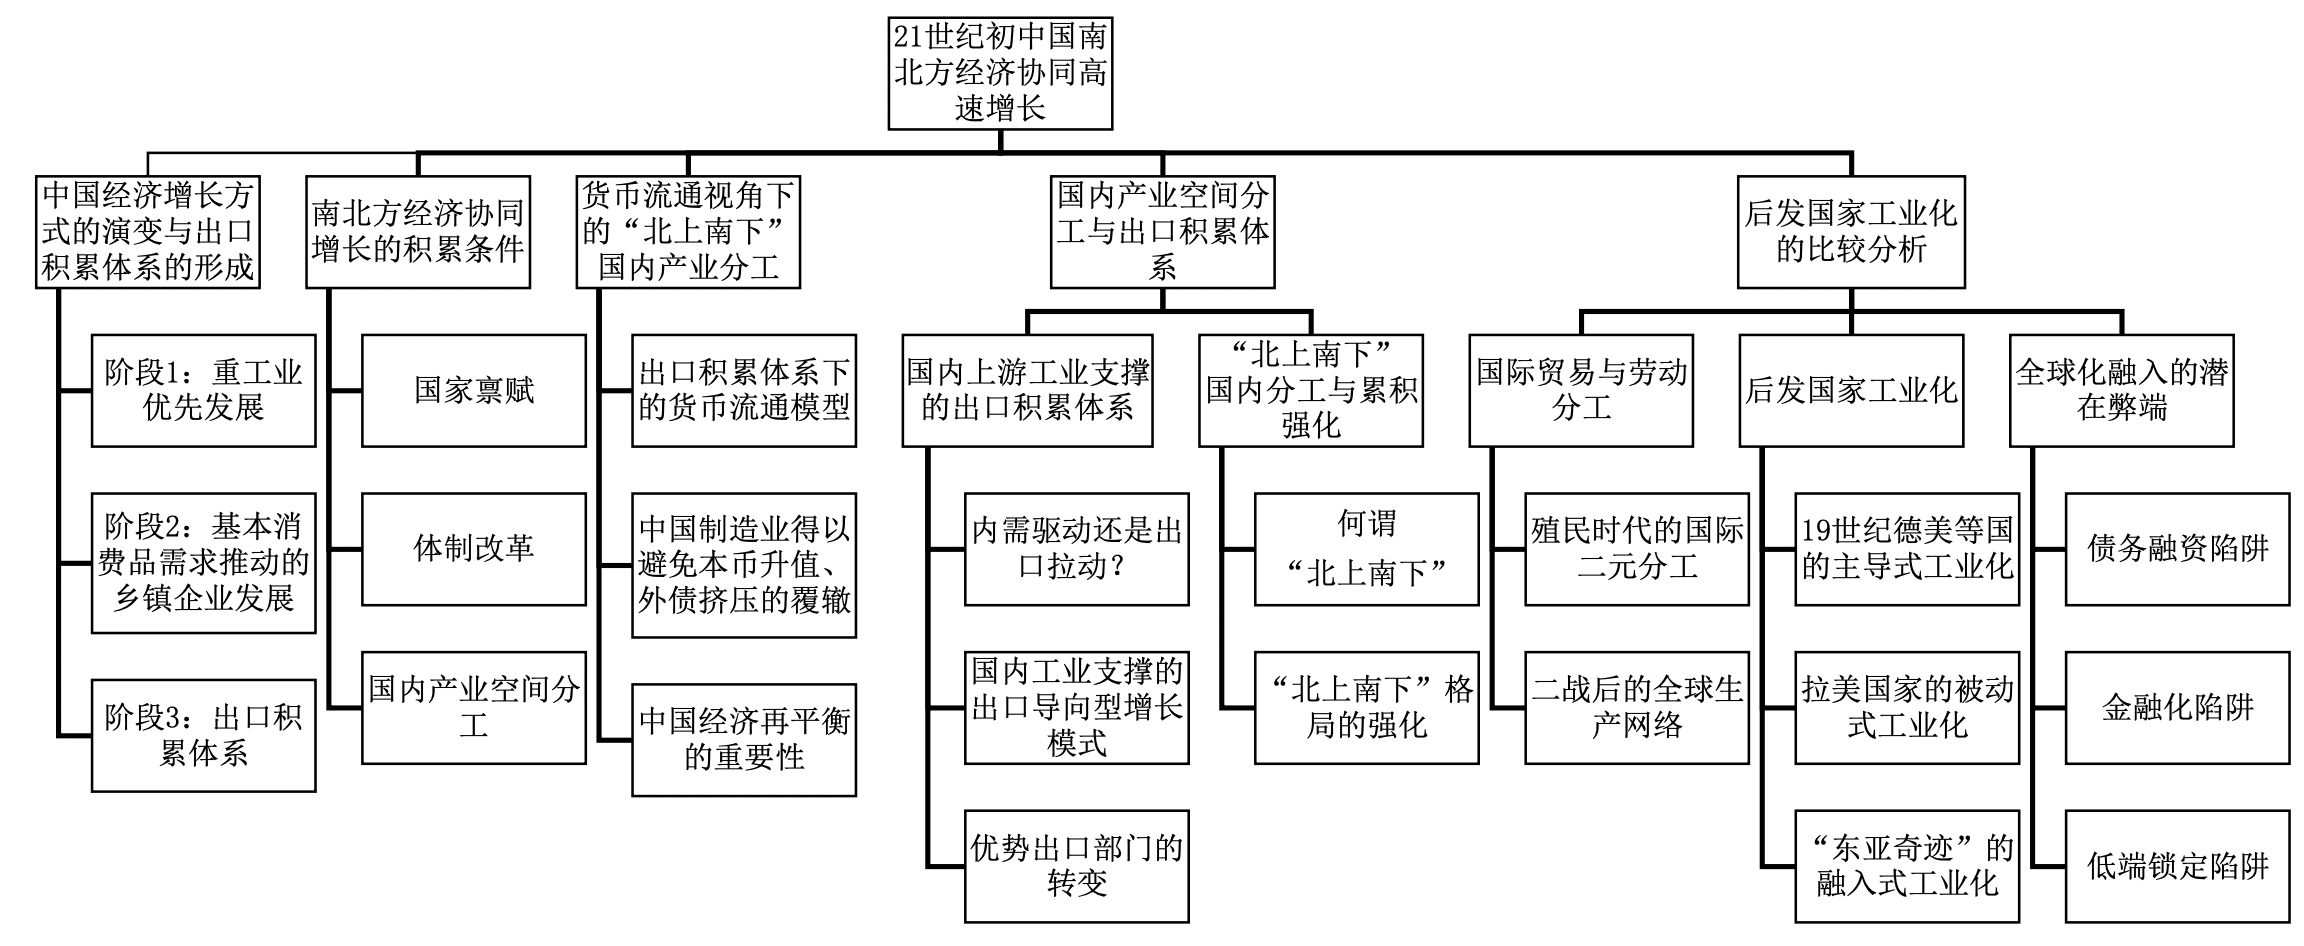 21世纪初中国南
北方经济协同高
速增长
中国经济增长方
式的演变与出口
积累体系的形成
阶段1：重工业
优先发展
阶段2：基本消
费品需求推动的
乡镇企业发展
阶段3：出口积
累体系
南北方经济协同
增长的积累条件
国家禀赋
体制改革
国内产业空间分
工
货币流通视角下
的“北上南下”
国内产业分工
出口积累体系下
的货币流通模型
中国制造业得以
避免本币升值、
外债挤压的覆辙
中国经济再平衡
的重要性
国内产业空间分
工与出口积累体
系
国内上游工业支撑
的出口积累体系
内需驱动还是出
口拉动？
国内工业支撑的
出口导向型增长
模式
优势出口部门的
转变
“北上南下”
国内分工与累积
强化
何谓
“北上南下”
“北上南下”格
局的强化
后发国家工业化
的比较分析
国际贸易与劳动
分工
殖民时代的国际
二元分工
二战后的全球生
产网络
后发国家工业化
19世纪德美等国
的主导式工业化
拉美国家的被动
式工业化
“东亚奇迹”的
融入式工业化
全球化融入的潜
在弊端
债务融资陷阱
金融化陷阱
低端锁定陷阱